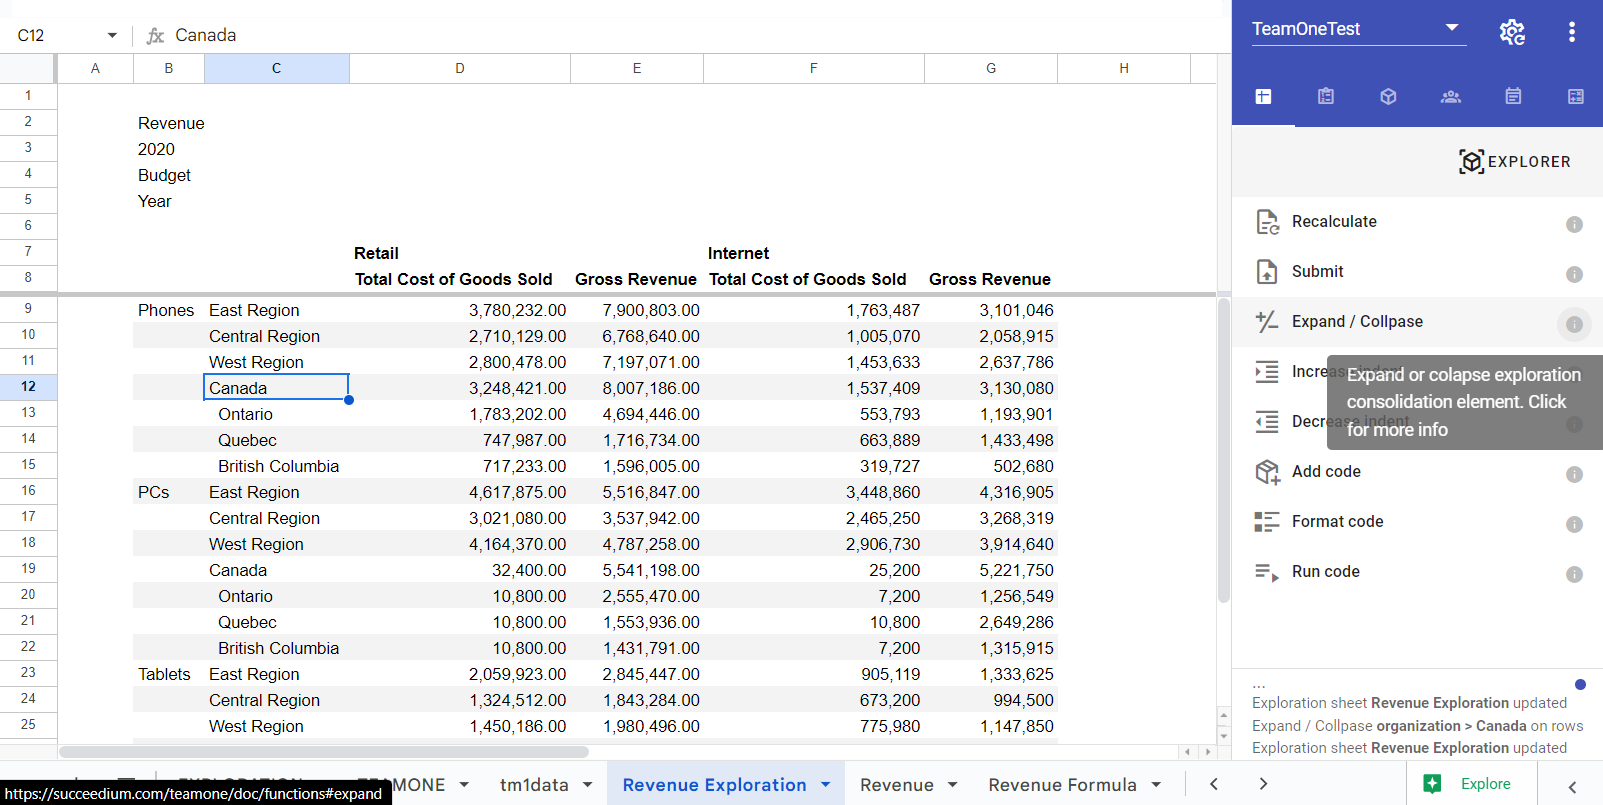 C12 fx Canada
A B C D E F G H
1
2 Revenue
3 2020
4 Budget
5 Year
6
7 Retail Internet
8 Total Cost of Goods Sold Gross Revenue Total Cost of Goods Sold Gross Revenue
9 Phones East Region 3,780,232.00 7,900,803.00 1,763,487 3,101,046
10 Central Region 2,710,129.00 6,768,640.00 1,005,070 2,058,915
11 West Region 2,800,478.00 7,197,071.00 1,453,633 2,637,786
12 Canada 3,248,421.00 8,007,186.00 1,537,409 3,130,080
13 Ontario 1,783,202.00 4,694,446.00 553,793 1,193,901
14 Quebec 747,987.00 1,716,734.00 663,889 1,433,498
15 British Columbia 717,233.00 1,596,005.00 319,727 502,680
16 PCs East Region 4,617,875.00 5,516,847.00 3,448,860 4,316,905
17 Central Region 3,021,080.00 3,537,942.00 2,465,250 3,268,319
18 West Region 4,164,370.00 4,787,258.00 2,906,730 3,914,640
19 Canada 32,400.00 5,541,198.00 25,200 5,221,750
20 Ontario 10,800.00 2,555,470.00 7,200 1,256,549
21 Quebec 10,800.00 1,553,936.00 10,800 2,649,286
22 British Columbia 10,800.00 1,431,791.00 7,200 1,315,915
23 Tablets East Region 2,059,923.00 2,845,447.00 905,119 1,333,625
24 Central Region 1,324,512.00 1,843,284.00 673,200 994,500
25 West Region 1,450,186.00 1,980,496.00 775,980 1,147,850
TeamOneTest
EXPLORER
Recalculate
Submit
Expand / Collpase
Increase indent
Expand or colapse exploration
consolidation element. Click
for more info
Decrease indent
Add code
Format code
Run code
...
Exploration sheet Revenue Exploration updated
Expand / Collpase organization > Canada on rows
Exploration sheet Revenue Exploration updated
EXPLORATION TEAMONE tm1data Revenue Exploration Revenue Revenue Formula Explore
https://succeedium.com/teamone/doc/functions#expand